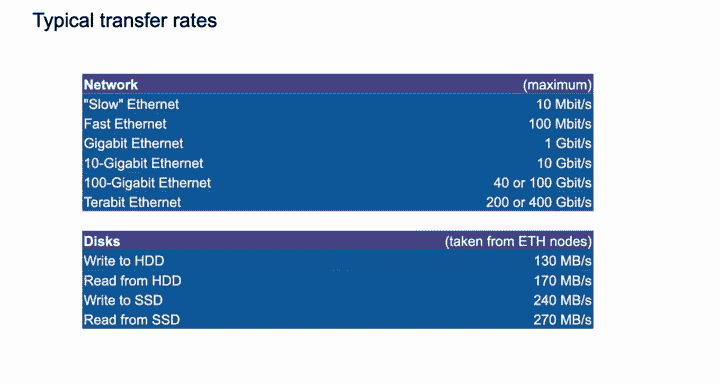 Typical transfer rates
Network (maximum)
"Slow" Ethernet 10 Mbit/s
Fast Ethernet 100 Mbit/s
Gigabit Ethernet 1 Gbit/s
10-Gigabit Ethernet 10 Gbit/s
100-Gigabit Ethernet 40 or 100 Gbit/s
Terabit Ethernet 200 or 400 Gbit/s
Disks (taken from ETH nodes)
Write to HDD 130 MB/s
Read from HDD 170 MB/s
Write to SSD 240 MB/s
Read from SSD 270 MB/s